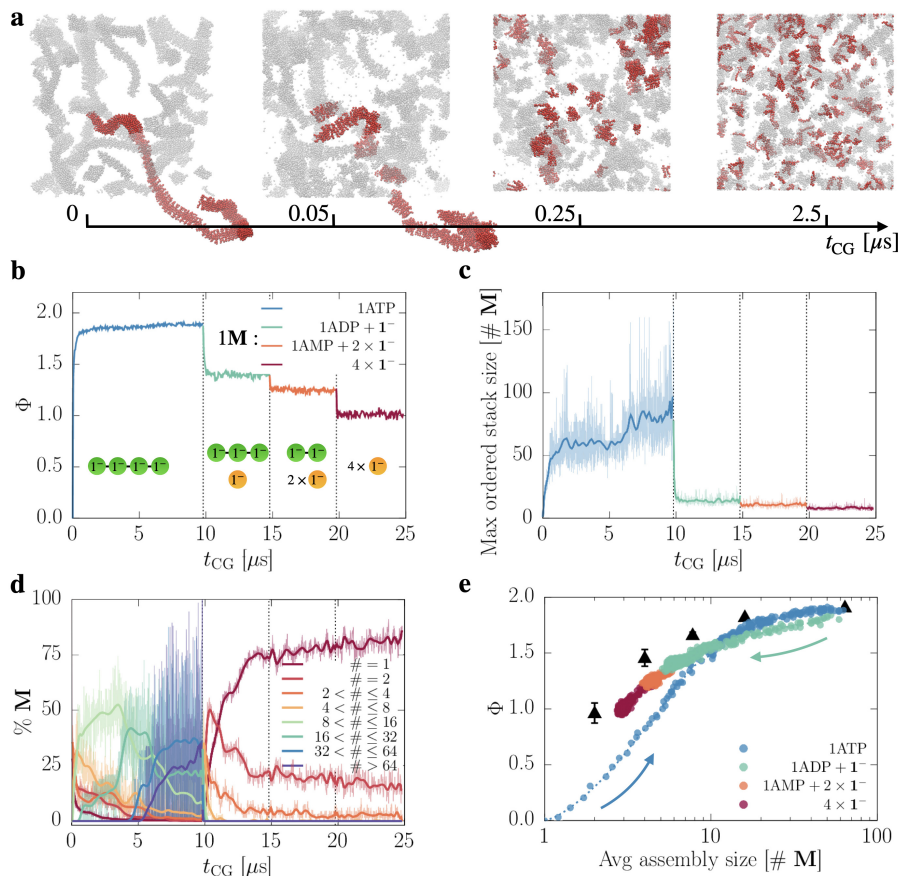 a
0
0.05
0.25
2.5
t_CG [μs]
b
2.0
1.5
1.0
0.5
0.0
Φ
1M :
1ATP
1ADP + 1⁻
1AMP + 2 × 1⁻
4 × 1⁻
1⁻ 1⁻ 1⁻ 1⁻
1⁻ 1⁻ 1⁻
1⁻
1⁻ 1⁻
2 × 1⁻
4 × 1⁻
0 5 10 15 20 25
t_CG [μs]
c
Max ordered stack size [# M]
150
100
50
0
0 5 10 15 20 25
t_CG [μs]
d
% M
100
75
50
25
0
# = 1
# = 2
2 < # ≤ 4
4 < # ≤ 8
8 < # ≤ 16
16 < # ≤ 32
32 < # ≤ 64
# > 64
0 5 10 15 20 25
t_CG [μs]
e
Φ
2.0
1.5
1.0
0.5
0.0
1ATP
1ADP + 1⁻
1AMP + 2 × 1⁻
4 × 1⁻
1 10 100
Avg assembly size [# M]